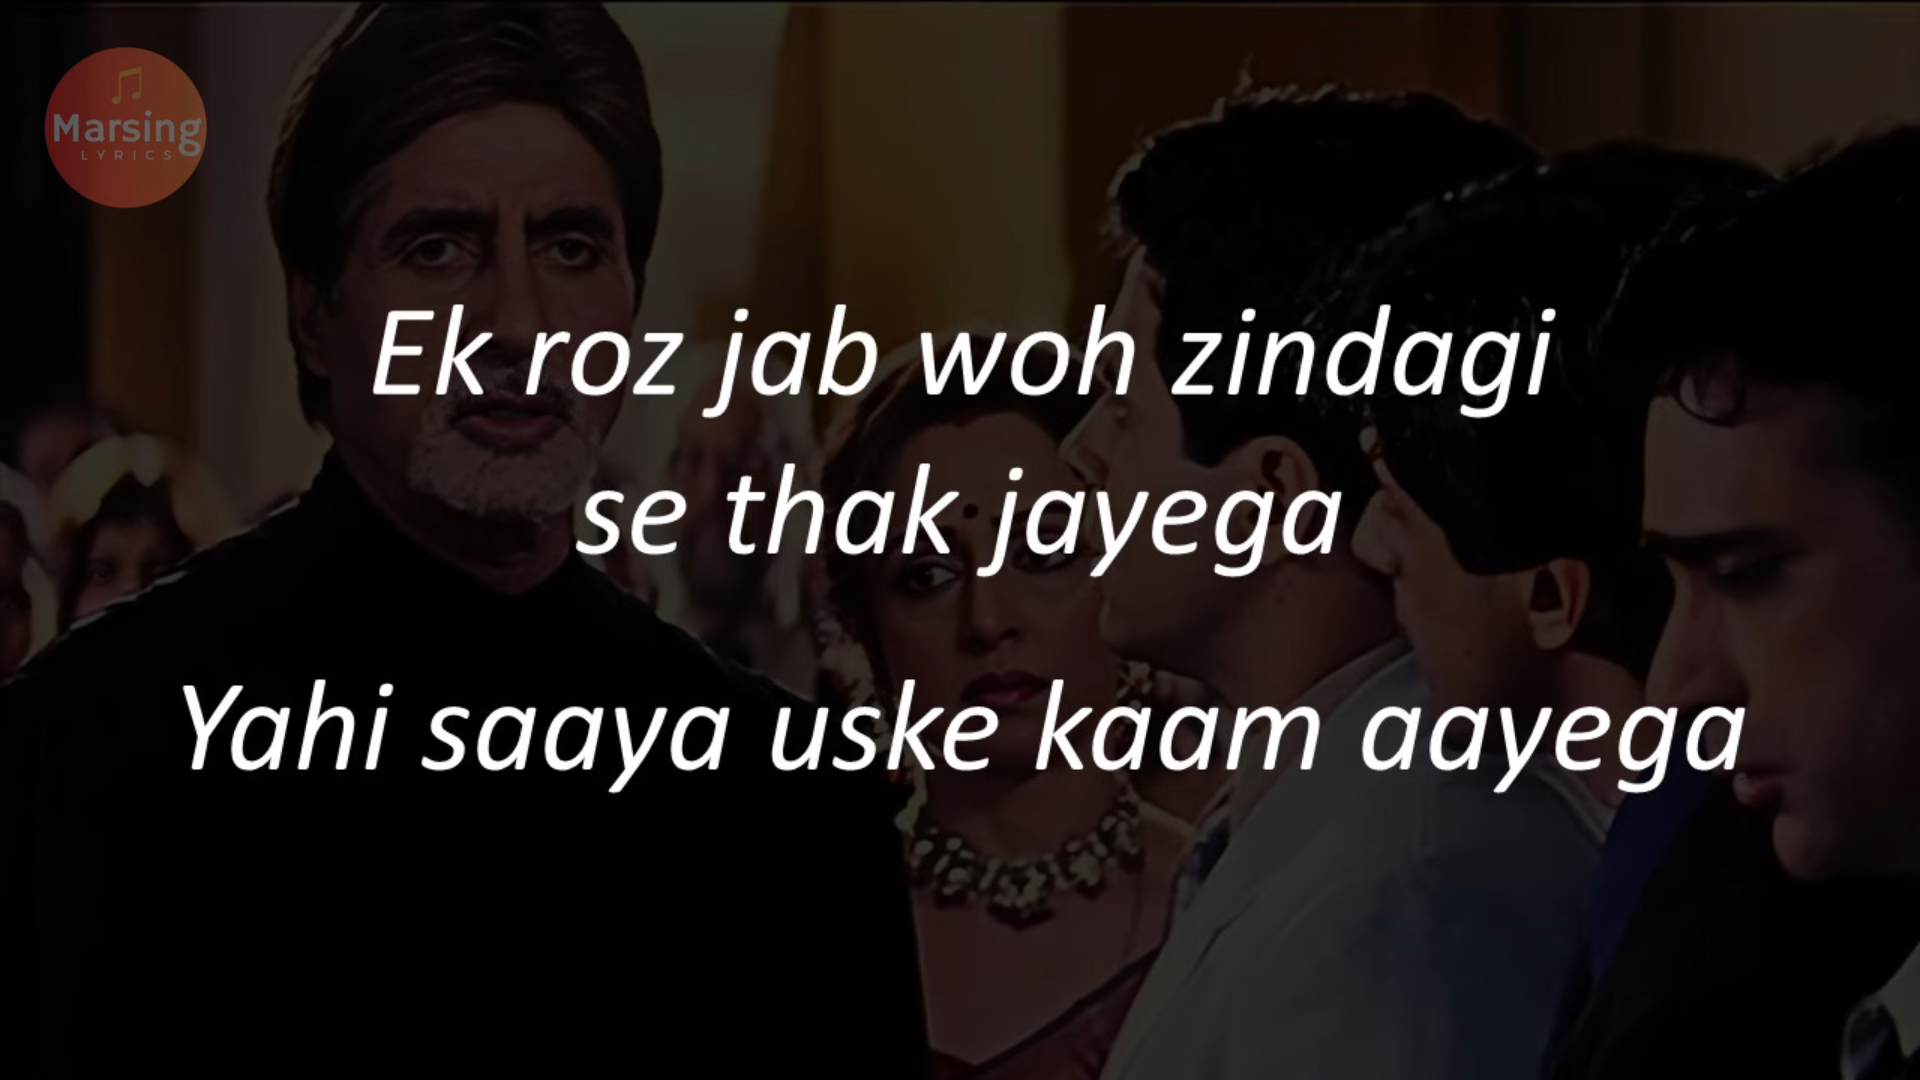 Marsing
LYRICS
Ek roz jab woh zindagi
se thak jayega
Yahi saaya uske kaam aayega